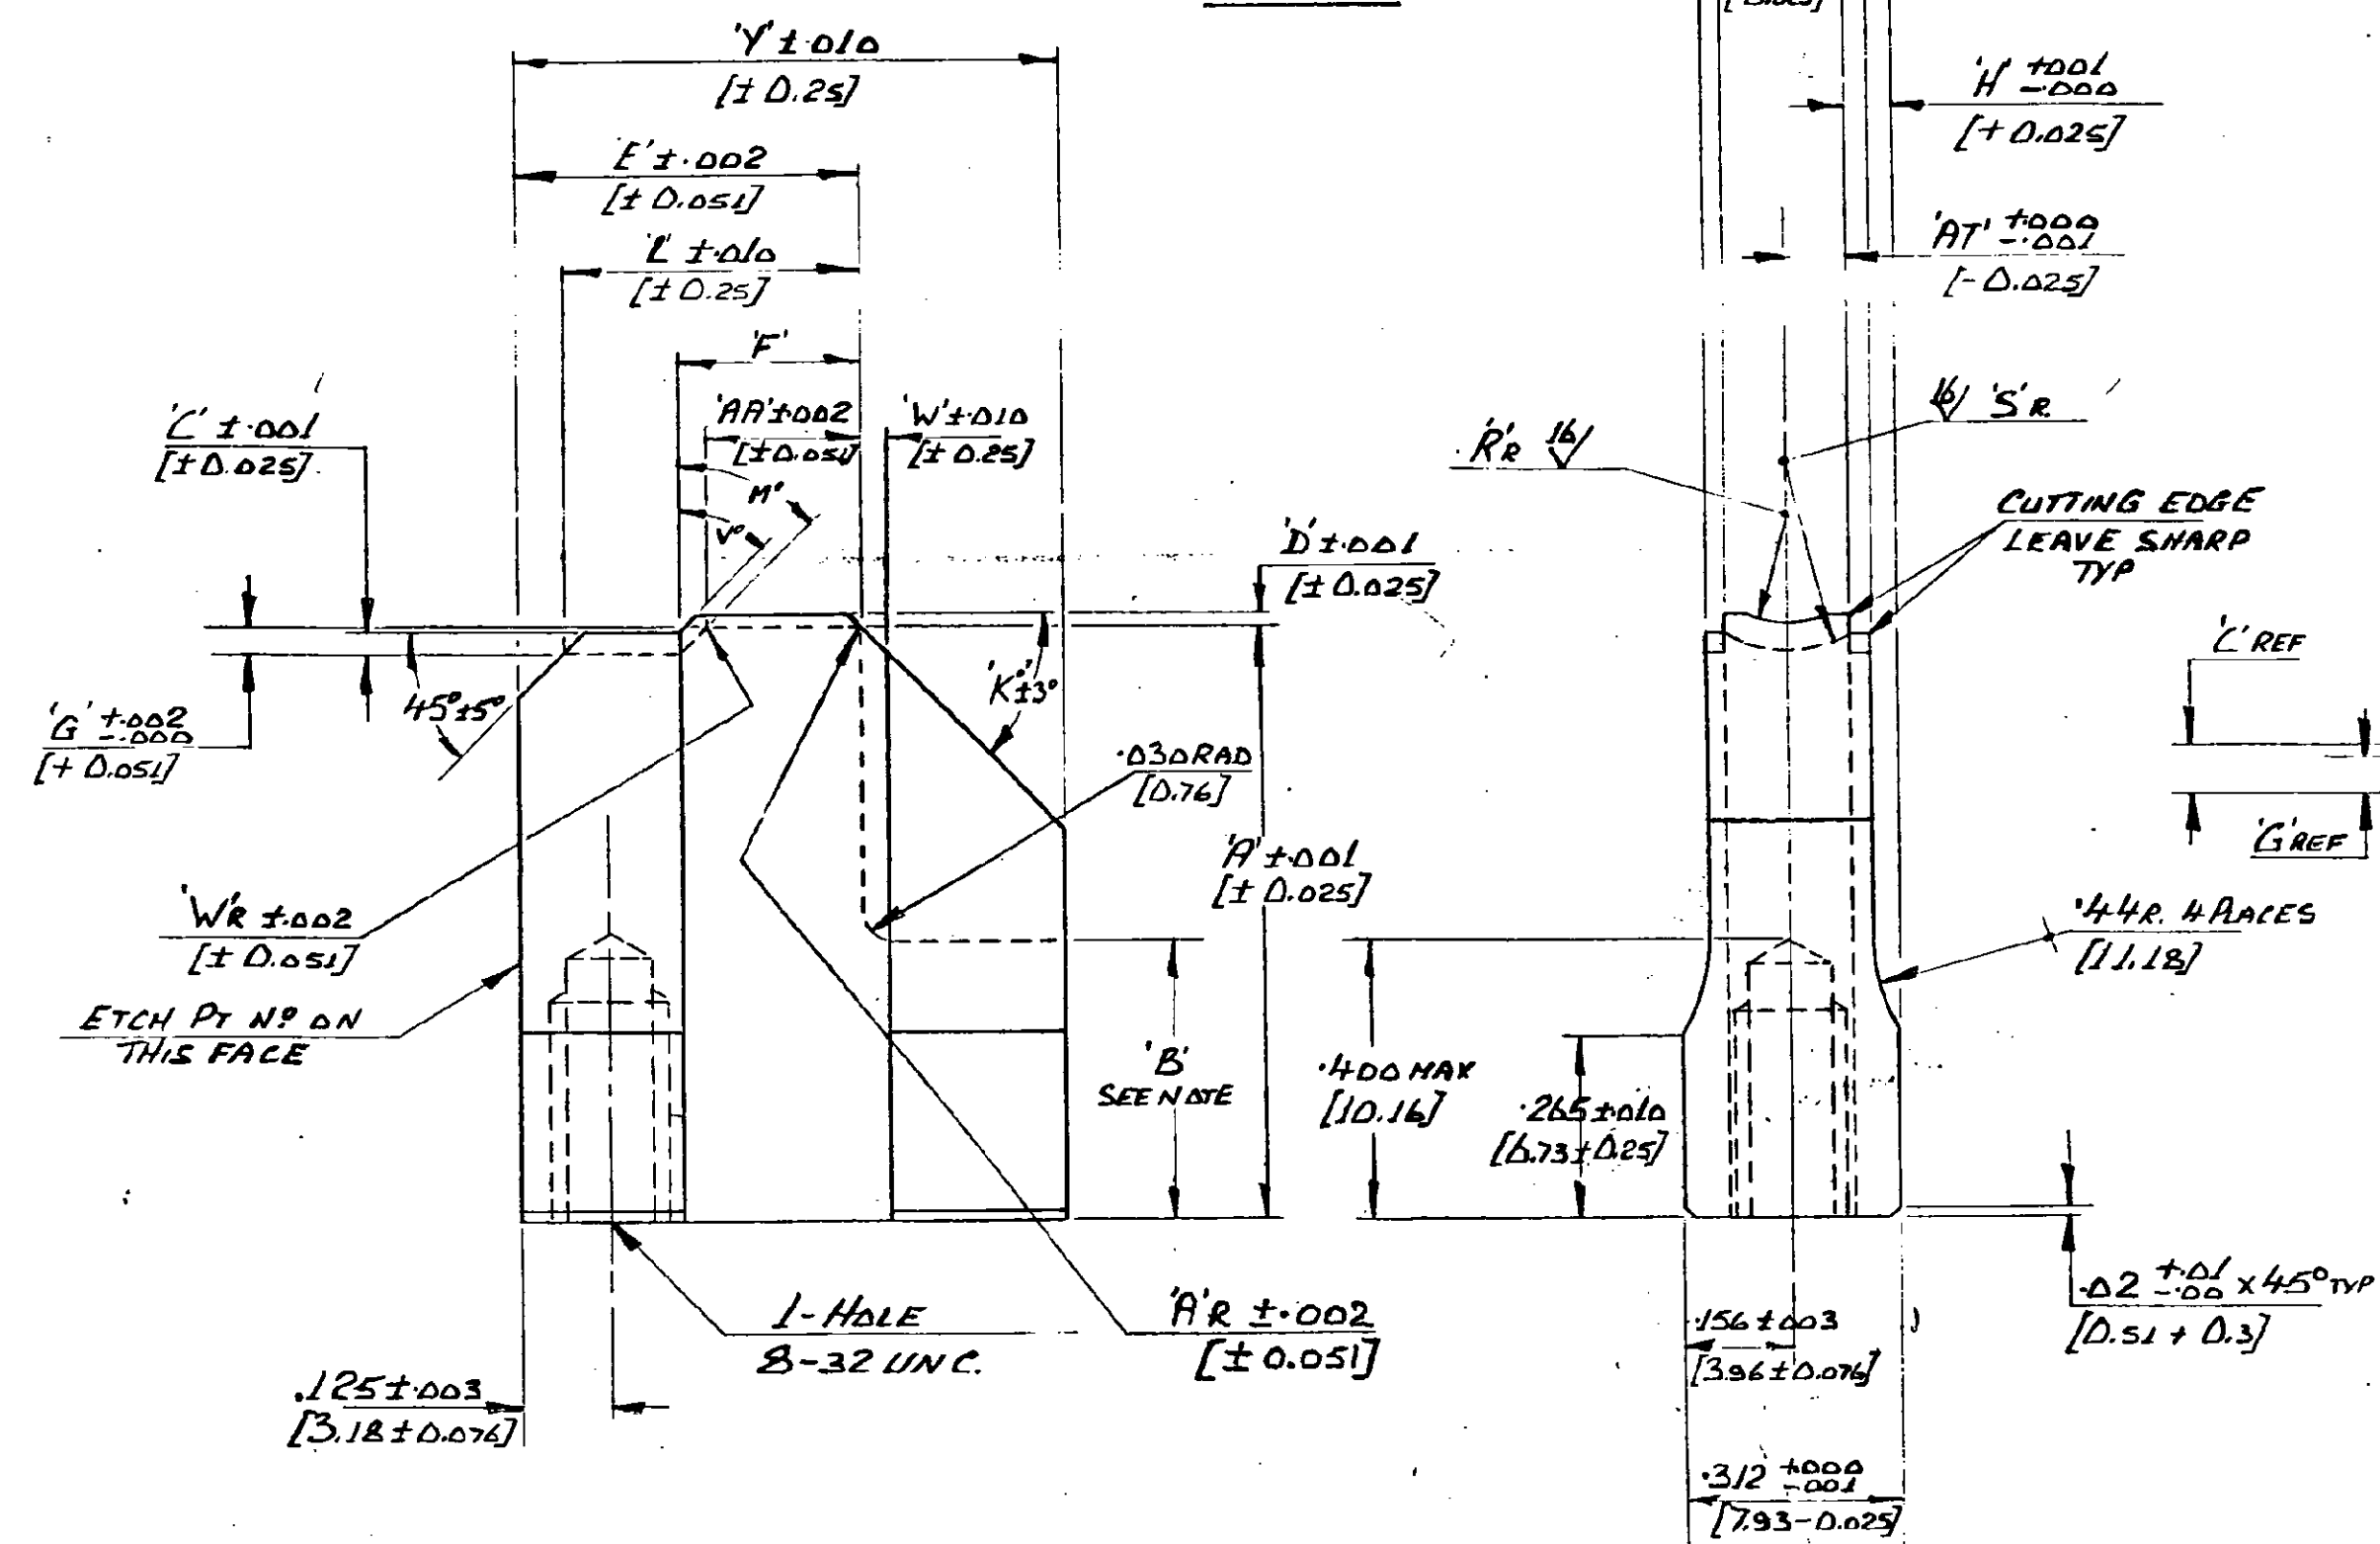 'Y' ±.010
[± 0.25]
'E' ±.002
[± 0.051]
'L' ±.010
[± 0.25]
'F'
'AA' ±.002
[±0.051]
'W' ±.010
[± 0.25]
M°
V°
'C' ±.001
[± 0.025]
'G' +.002
-.000
[+ 0.051]
45°±5°
'D' ±.001
[± 0.025]
'K°' ±3°
.030 RAD
[0.76]
'A' ±.001
[± 0.025]
'W'R ±.002
[± 0.051]
ETCH PT Nº ON
THIS FACE
'B'
SEE NOTE
1-HOLE
8-32 UNC.
'A'R ±.002
[± 0.051]
.125 ±.003
[3.18 ± 0.076]
'H' +.001
-.000
[+ 0.025]
'AT' +.000
-.001
[- 0.025]
'R'R 16
16 'S'R
CUTTING EDGE
LEAVE SHARP
TYP
'C' REF
'G' REF
.44R. 4 PLACES
[11.18]
.400 MAX
[10.16]
.265 ±.010
[6.73 ± 0.25]
.02 +.01
-.00 x 45° TYP
[0.51 + 0.3]
.156 ±.003
[3.96 ± 0.076]
.312 +.000
-.001
[7.93 - 0.025]